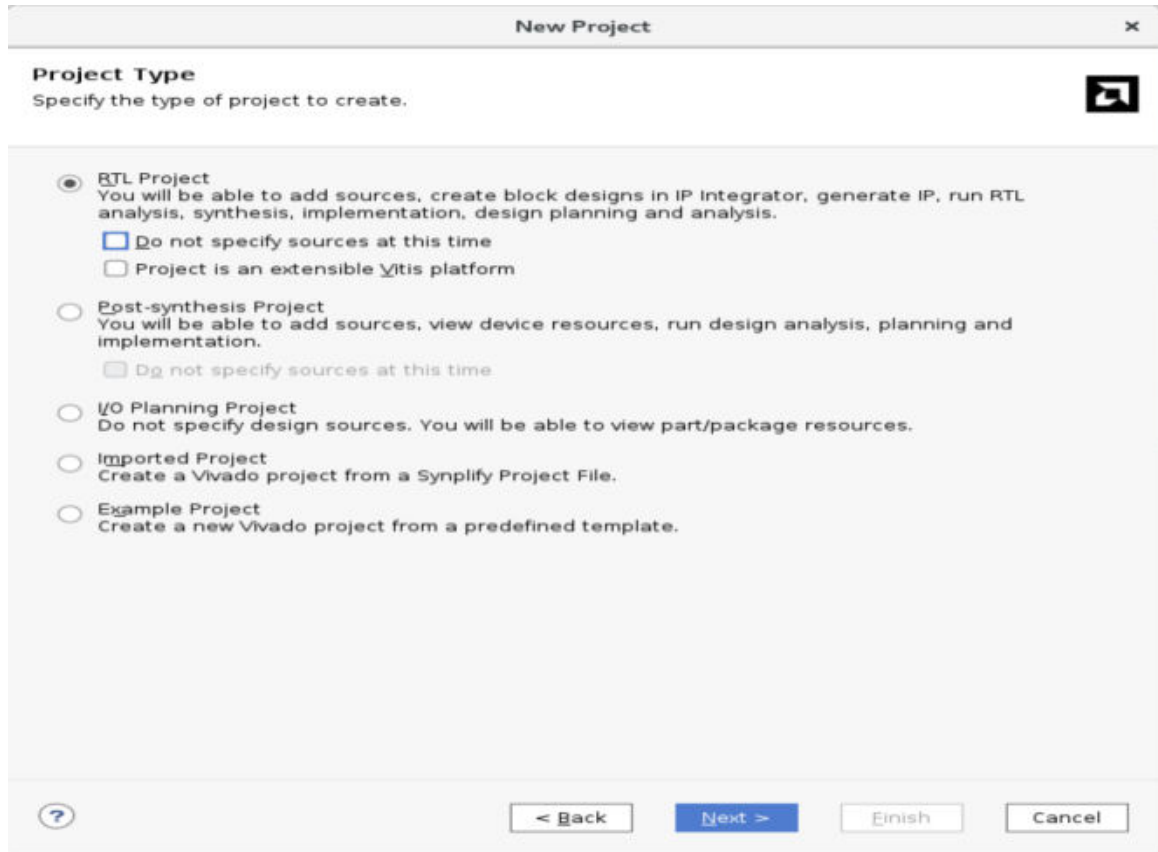 New Project
Project Type
Specify the type of project to create.
RTL Project
You will be able to add sources, create block designs in IP Integrator, generate IP, run RTL
analysis, synthesis, implementation, design planning and analysis.
Do not specify sources at this time
Project is an extensible Vitis platform
Post-synthesis Project
You will be able to add sources, view device resources, run design analysis, planning and
implementation.
Do not specify sources at this time
I/O Planning Project
Do not specify design sources. You will be able to view part/package resources.
Imported Project
Create a Vivado project from a Synplify Project File.
Example Project
Create a new Vivado project from a predefined template.
? < Back Next > Finish Cancel